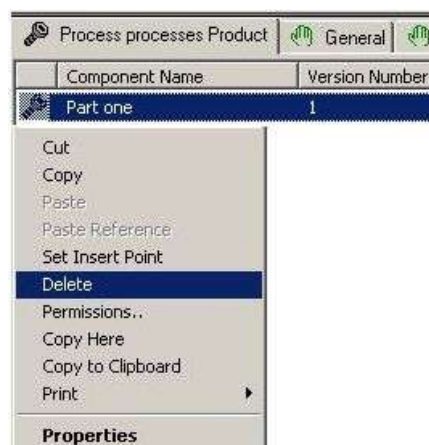 Process processes Product General
Component Name Version Number
Part one 1
Cut
Copy
Paste
Paste Reference
Set Insert Point
Delete
Permissions..
Copy Here
Copy to Clipboard
Print
Properties